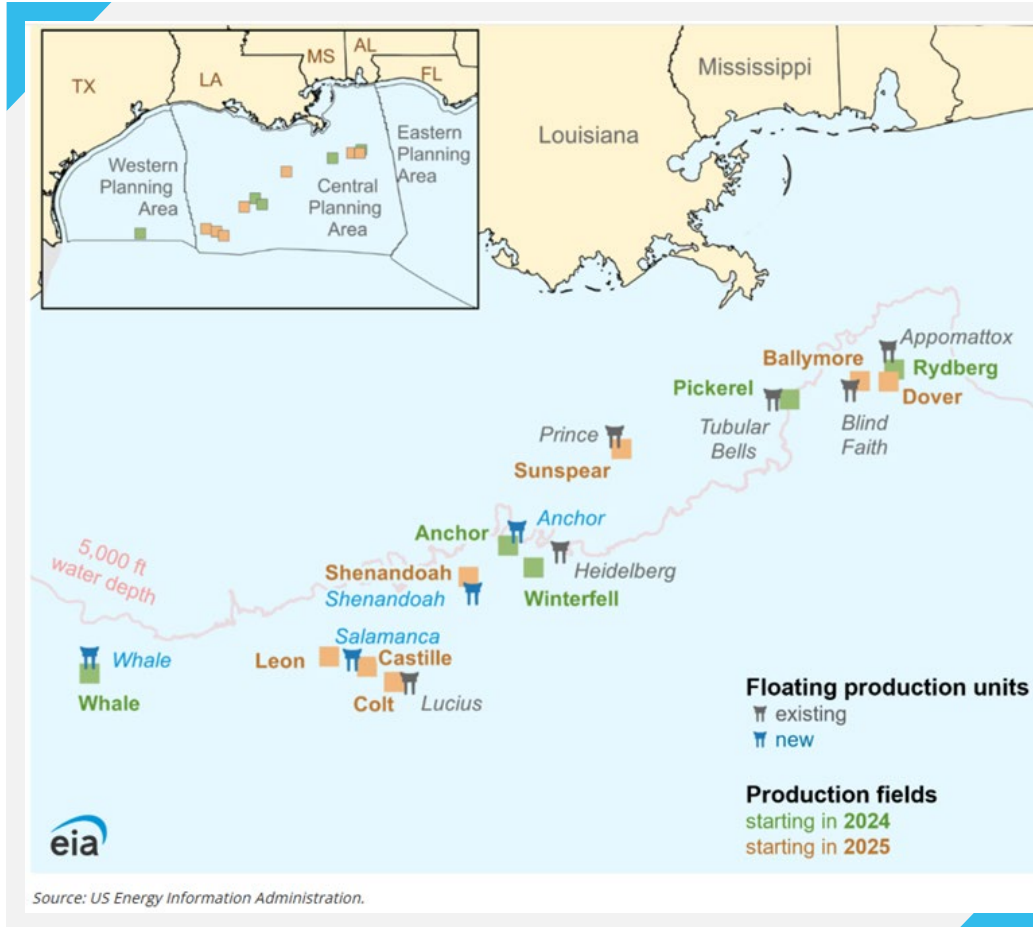 TX
LA
MS
AL
FL
Western
Planning
Area
Central
Planning
Area
Eastern
Planning
Area
Louisiana
Mississippi
Appomattox
Ballymore
Rydberg
Pickerel
Dover
Tubular
Bells
Blind
Faith
Prince
Sunspear
Anchor
Anchor
Heidelberg
Winterfell
Shenandoah
Shenandoah
5,000 ft
water depth
Salamanca
Whale
Leon
Castille
Whale
Colt
Lucius
Floating production units
existing
new
Production fields
starting in 2024
starting in 2025
eia
Source: US Energy Information Administration.